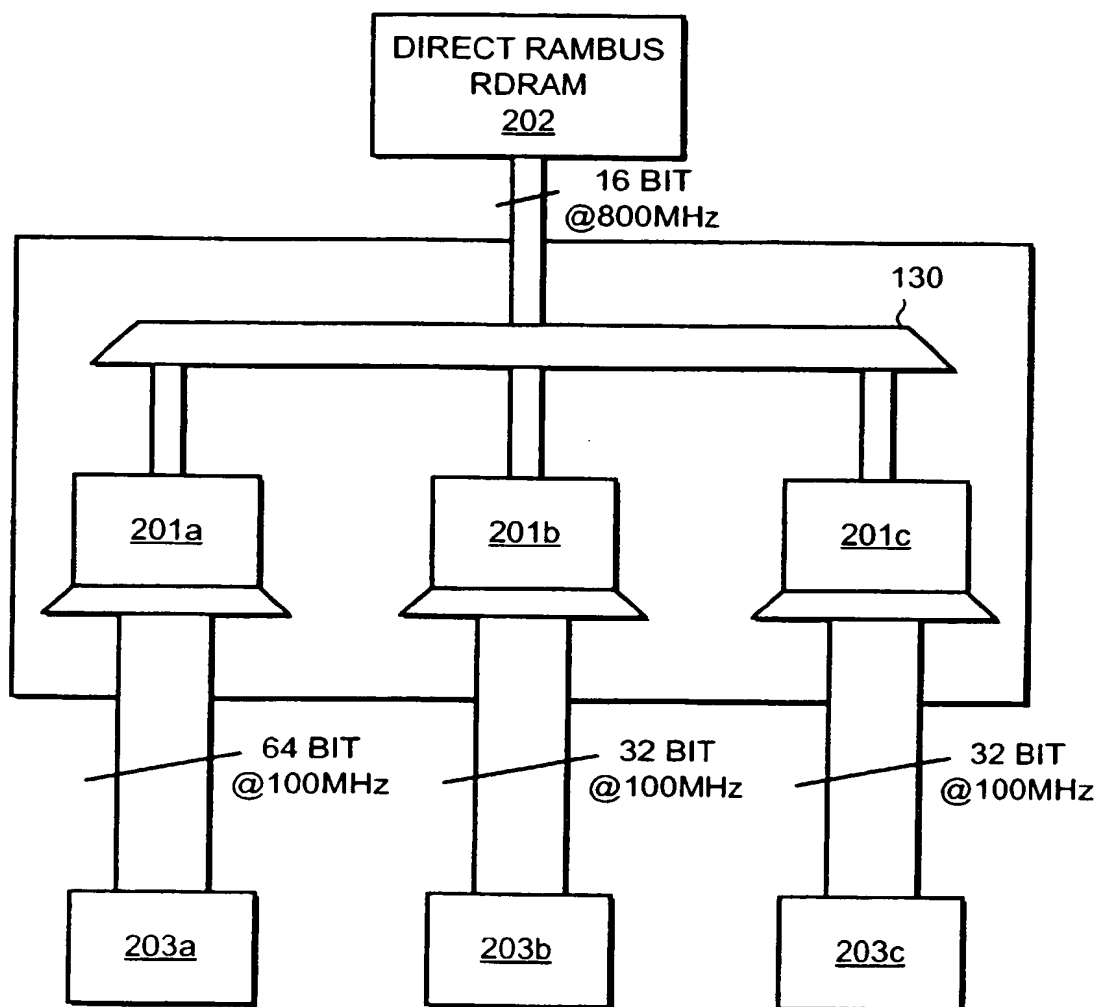 DIRECT RAMBUS
RDRAM
202
16 BIT
@800MHz
130
201a
201b
201c
64 BIT
@100MHz
32 BIT
@100MHz
32 BIT
@100MHz
203a
203b
203c